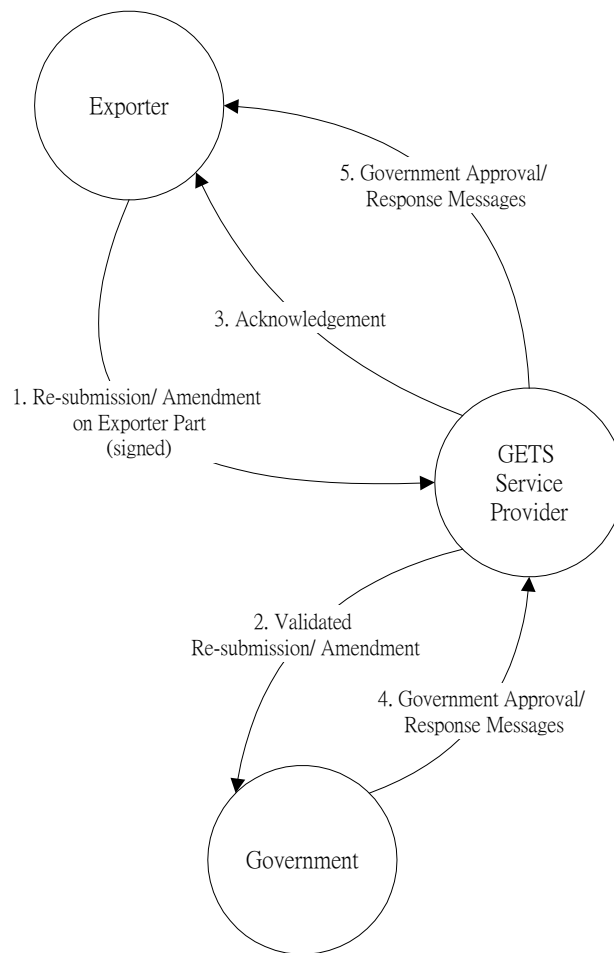 Exporter
5. Government Approval/
Response Messages
3. Acknowledgement
1. Re-submission/ Amendment
on Exporter Part
(signed)
GETS
Service
Provider
2. Validated
Re-submission/ Amendment
4. Government Approval/
Response Messages
Government